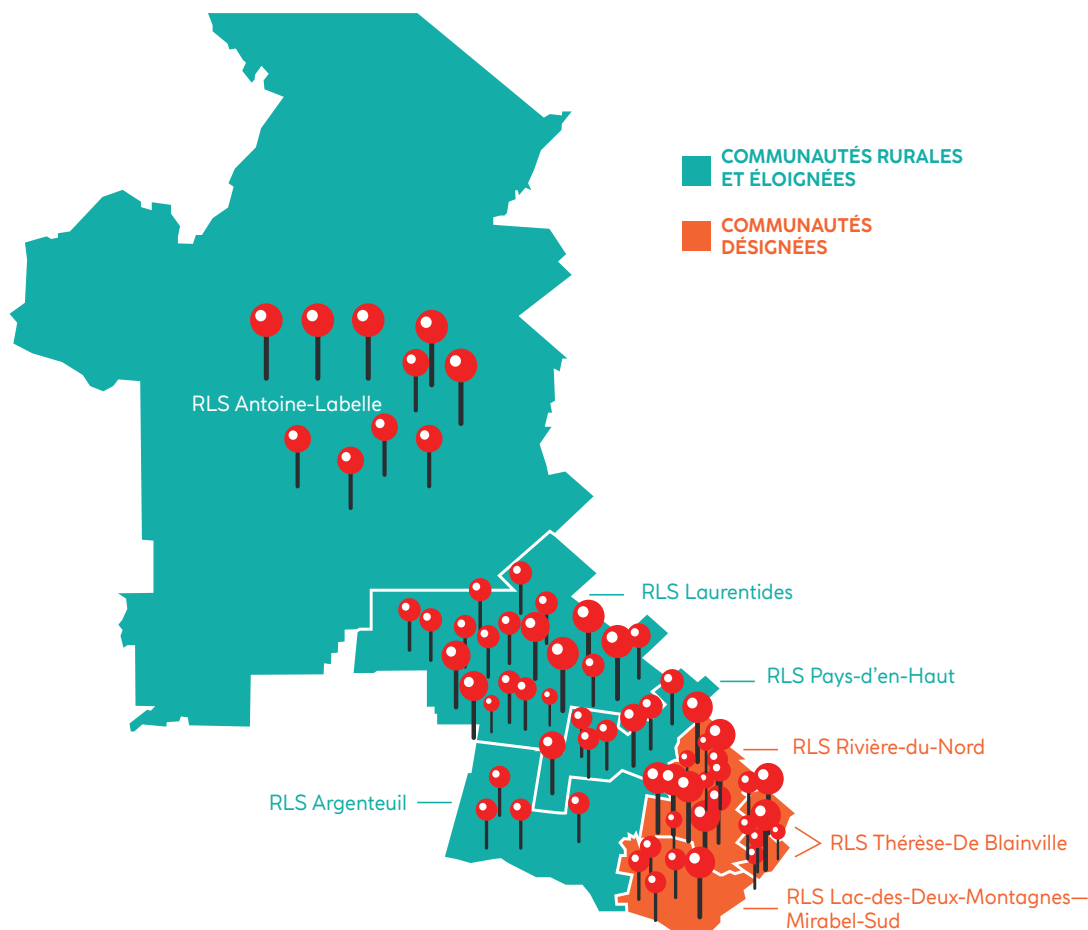 COMMUNAUTÉS RURALES
ET ÉLOIGNÉES
COMMUNAUTÉS
DÉSIGNÉES
RLS Antoine-Labelle
RLS Laurentides
RLS Pays-d'en-Haut
RLS Rivière-du-Nord
RLS Argenteuil
RLS Thérèse-De Blainville
RLS Lac-des-Deux-Montagnes—
Mirabel-Sud